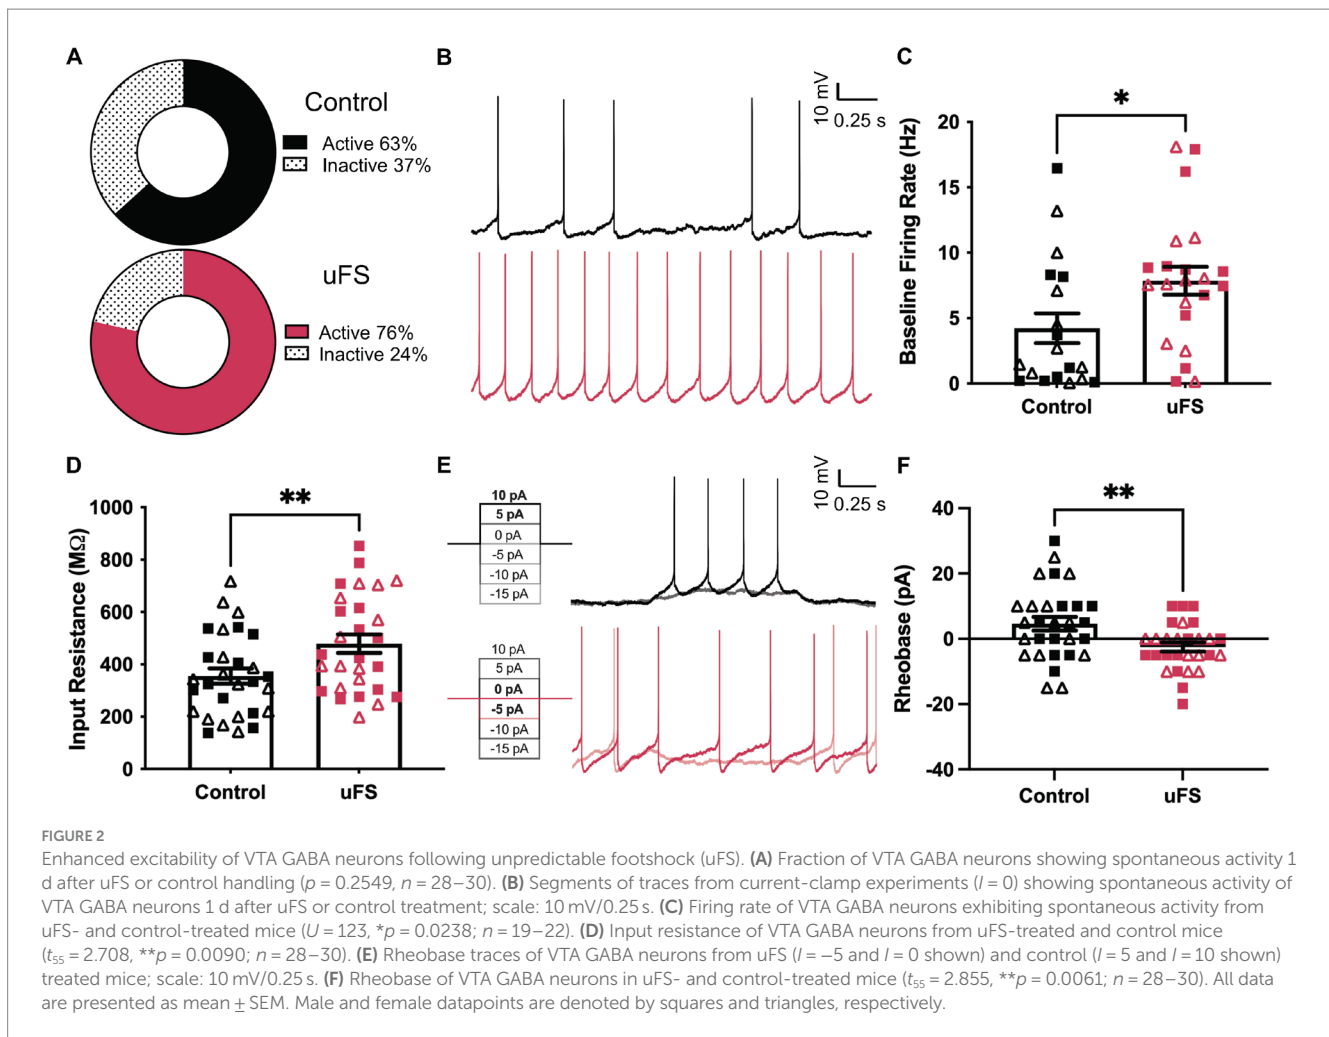 A
Control
Active 63%
Inactive 37%
uFS
Active 76%
Inactive 24%
B
10 mV
0.25 s
C
*
Baseline Firing Rate (Hz)
20
15
10
5
0
Control
uFS
D
**
Input Resistance (MΩ)
1000
800
600
400
200
0
Control
uFS
E
10 pA
5 pA
0 pA
-5 pA
-10 pA
-15 pA
10 pA
5 pA
0 pA
-5 pA
-10 pA
-15 pA
10 mV
0.25 s
F
**
Rheobase (pA)
40
20
0
-20
-40
Control
uFS
FIGURE 2
Enhanced excitability of VTA GABA neurons following unpredictable footshock (uFS). (A) Fraction of VTA GABA neurons showing spontaneous activity 1
d after uFS or control handling (p = 0.2549, n = 28–30). (B) Segments of traces from current-clamp experiments (I = 0) showing spontaneous activity of
VTA GABA neurons 1 d after uFS or control treatment; scale: 10 mV/0.25 s. (C) Firing rate of VTA GABA neurons exhibiting spontaneous activity from
uFS- and control-treated mice (U = 123, *p = 0.0238; n = 19–22). (D) Input resistance of VTA GABA neurons from uFS-treated and control mice
(t55 = 2.708, **p = 0.0090; n = 28–30). (E) Rheobase traces of VTA GABA neurons from uFS (I = −5 and I = 0 shown) and control (I = 5 and I = 10 shown)
treated mice; scale: 10 mV/0.25 s. (F) Rheobase of VTA GABA neurons in uFS- and control-treated mice (t55 = 2.855, **p = 0.0061; n = 28–30). All data
are presented as mean ± SEM. Male and female datapoints are denoted by squares and triangles, respectively.